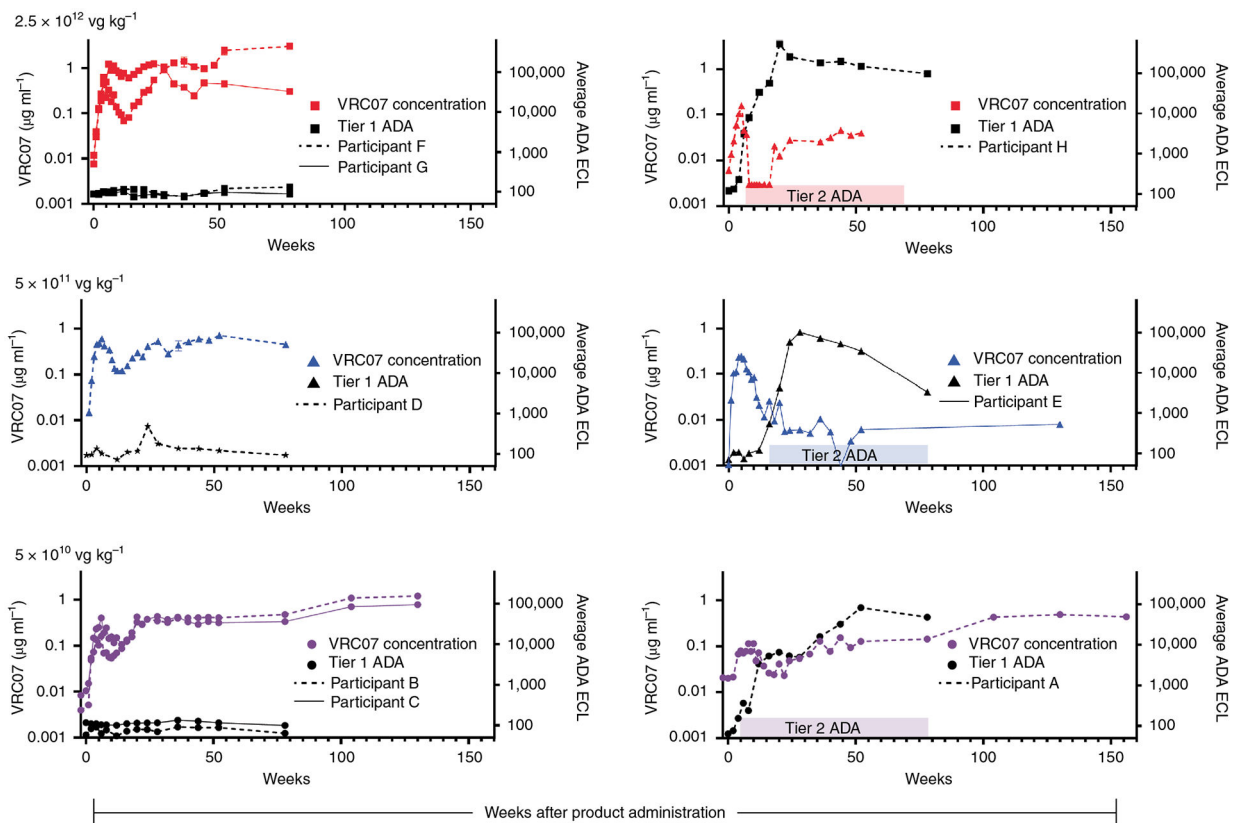 2.5 × 10¹² vg kg⁻¹
VRC07 (µg ml⁻¹)
1
0.1
0.01
0.001
100,000
10,000
1,000
100
Average ADA ECL
VRC07 concentration
Tier 1 ADA
Participant F
Participant G
0 50 100 150
Weeks
VRC07 (µg ml⁻¹)
1
0.1
0.01
0.001
100,000
10,000
1,000
100
Average ADA ECL
VRC07 concentration
Tier 1 ADA
Participant H
Tier 2 ADA
0 50 100 150
Weeks
5 × 10¹¹ vg kg⁻¹
VRC07 (µg ml⁻¹)
1
0.1
0.01
0.001
100,000
10,000
1,000
100
Average ADA ECL
VRC07 concentration
Tier 1 ADA
Participant D
0 50 100 150
Weeks
VRC07 (µg ml⁻¹)
1
0.1
0.01
0.001
100,000
10,000
1,000
100
Average ADA ECL
VRC07 concentration
Tier 1 ADA
Participant E
Tier 2 ADA
0 50 100 150
Weeks
5 × 10¹⁰ vg kg⁻¹
VRC07 (µg ml⁻¹)
1
0.1
0.01
0.001
100,000
10,000
1,000
100
Average ADA ECL
VRC07 concentration
Tier 1 ADA
Participant B
Participant C
0 50 100 150
Weeks
VRC07 (µg ml⁻¹)
1
0.1
0.01
0.001
100,000
10,000
1,000
100
Average ADA ECL
VRC07 concentration
Tier 1 ADA
Participant A
Tier 2 ADA
0 50 100 150
Weeks
Weeks after product administration